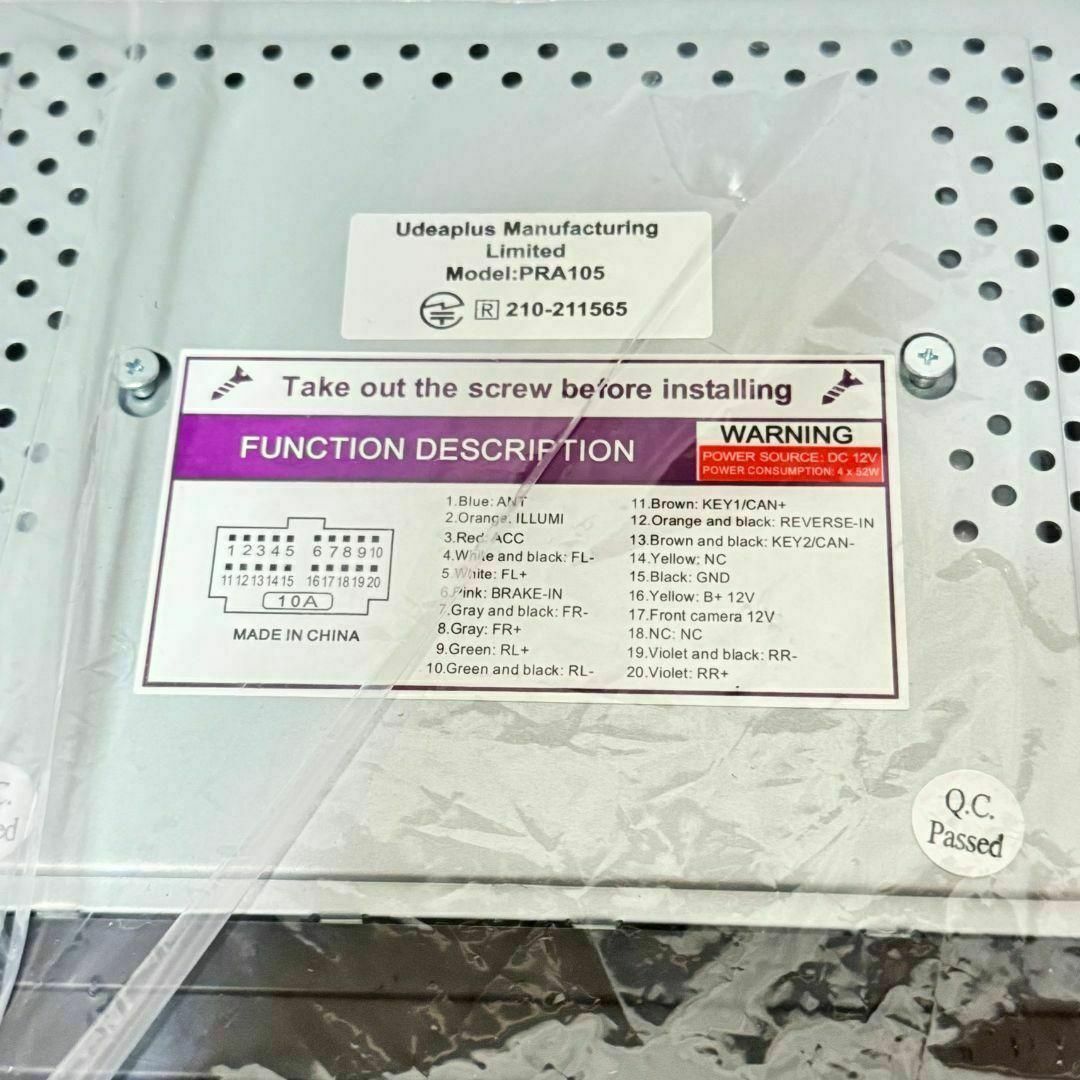 Udeaplus Manufacturing
Limited
Model:PRA105
R 210-211565
Take out the screw before installing
FUNCTION DESCRIPTION
WARNING
POWER SOURCE: DC 12V
POWER CONSUMPTION: 4 x 52W
1 2 3 4 5 6 7 8 9 10
11 12 13 14 15 16 17 18 19 20
10A
MADE IN CHINA
1.Blue: ANT
2.Orange: ILLUMI
3.Red: ACC
4.White and black: FL-
5.White: FL+
6.Pink: BRAKE-IN
7.Gray and black: FR-
8.Gray: FR+
9.Green: RL+
10.Green and black: RL-
11.Brown: KEY1/CAN+
12.Orange and black: REVERSE-IN
13.Brown and black: KEY2/CAN-
14.Yellow: NC
15.Black: GND
16.Yellow: B+ 12V
17.Front camera 12V
18.NC: NC
19.Violet and black: RR-
20.Violet: RR+
Q.C.
Passed
C.
ed